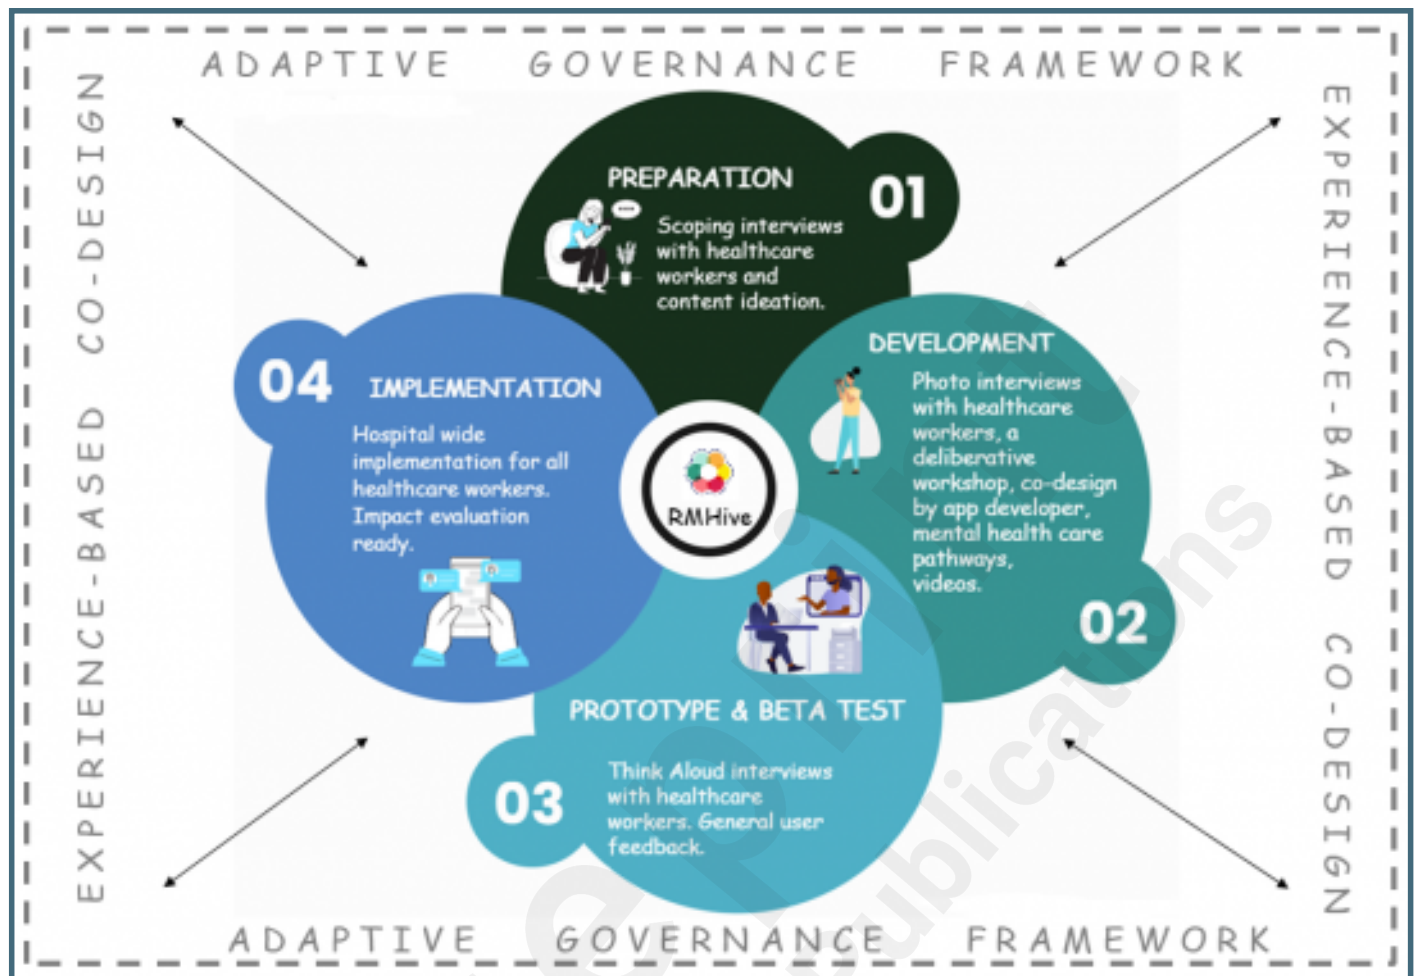 ADAPTIVE GOVERNANCE FRAMEWORK
EXPERIENCE-BASED CO-DESIGN
EXPERIENCE-BASED CO-DESIGN
PREPARATION
01
Scoping interviews
with healthcare
workers and
content ideation.
DEVELOPMENT
Photo interviews
with healthcare
workers, a
deliberative
workshop, co-design
by app developer,
mental health care
pathways,
videos.
02
04
IMPLEMENTATION
Hospital wide
implementation for all
healthcare workers.
Impact evaluation
ready.
RMHive
PROTOTYPE & BETA TEST
03
Think Aloud interviews
with healthcare
workers. General user
feedback.
ADAPTIVE GOVERNANCE FRAMEWORK